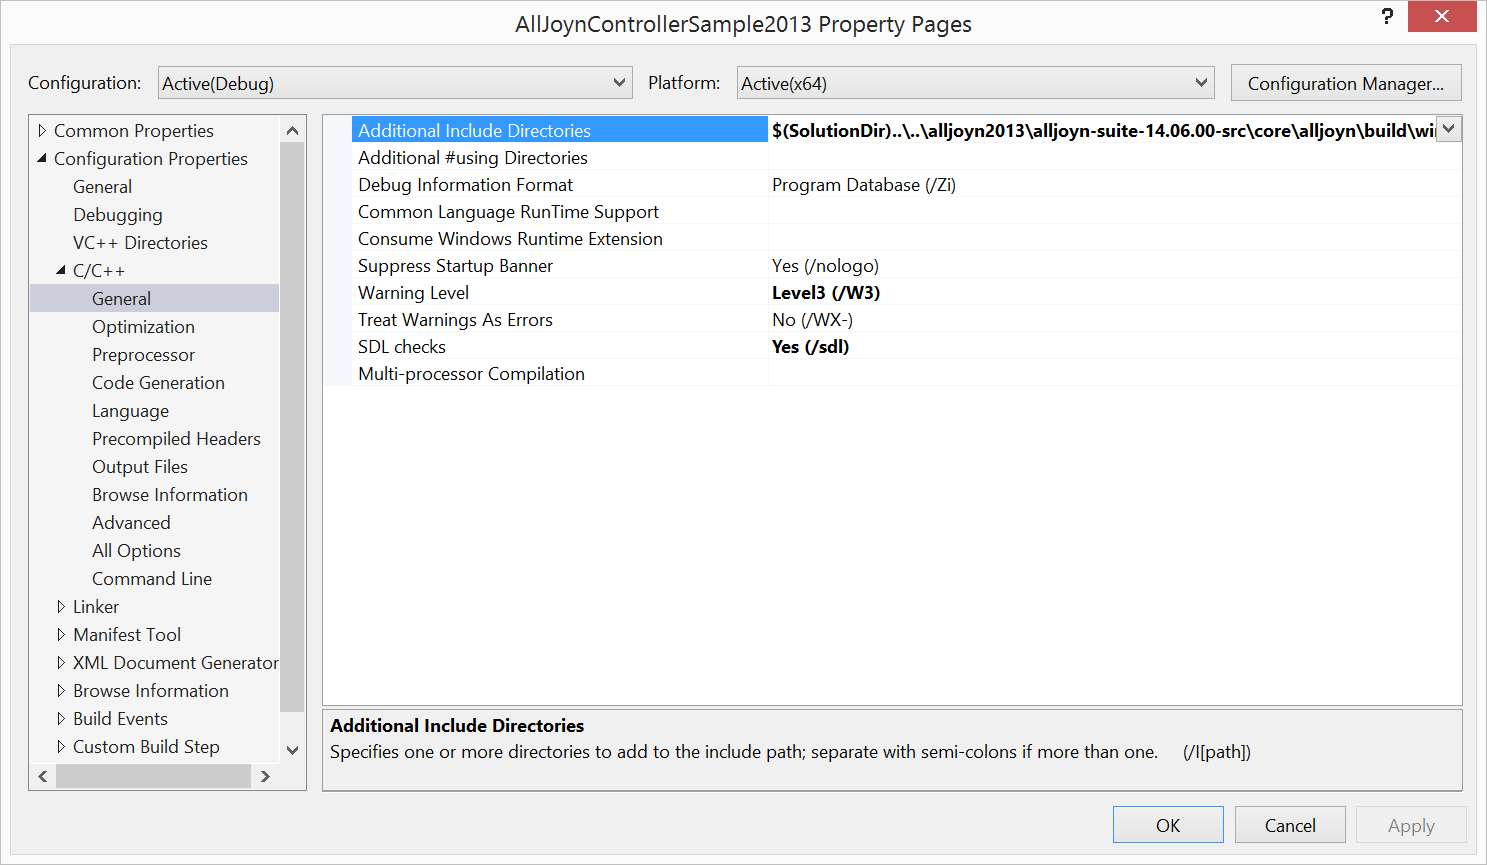 AllJoynControllerSample2013 Property Pages
?
Configuration:
Active(Debug)
Platform:
Active(x64)
Configuration Manager...
Common Properties
Configuration Properties
General
Debugging
VC++ Directories
C/C++
General
Optimization
Preprocessor
Code Generation
Language
Precompiled Headers
Output Files
Browse Information
Advanced
All Options
Command Line
Linker
Manifest Tool
XML Document Generator
Browse Information
Build Events
Custom Build Step
Additional Include Directories $(SolutionDir)..\..\alljoyn2013\alljoyn-suite-14.06.00-src\core\alljoyn\build\wi
Additional #using Directories
Debug Information Format Program Database (/Zi)
Common Language RunTime Support
Consume Windows Runtime Extension
Suppress Startup Banner Yes (/nologo)
Warning Level Level3 (/W3)
Treat Warnings As Errors No (/WX-)
SDL checks Yes (/sdl)
Multi-processor Compilation
Additional Include Directories
Specifies one or more directories to add to the include path; separate with semi-colons if more than one. (/I[path])
OK
Cancel
Apply